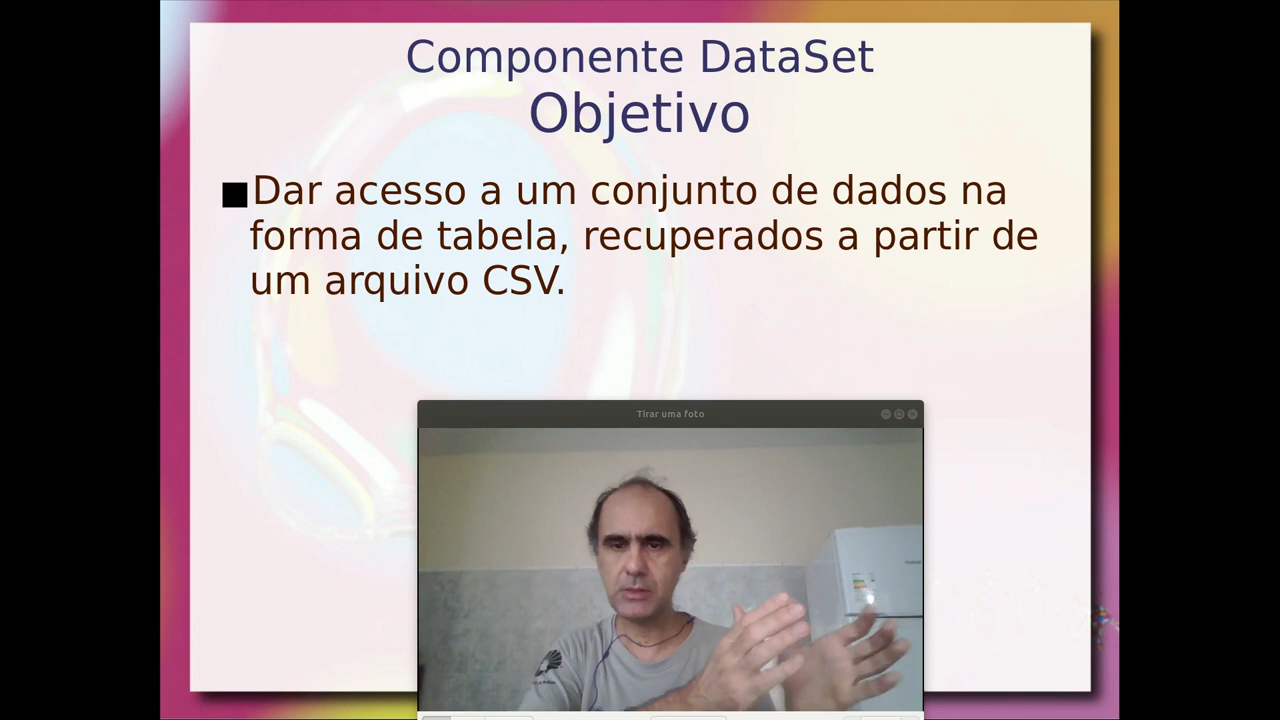 Componente DataSet
Objetivo
Dar acesso a um conjunto de dados na
forma de tabela, recuperados a partir de
um arquivo CSV.
Tirar uma foto